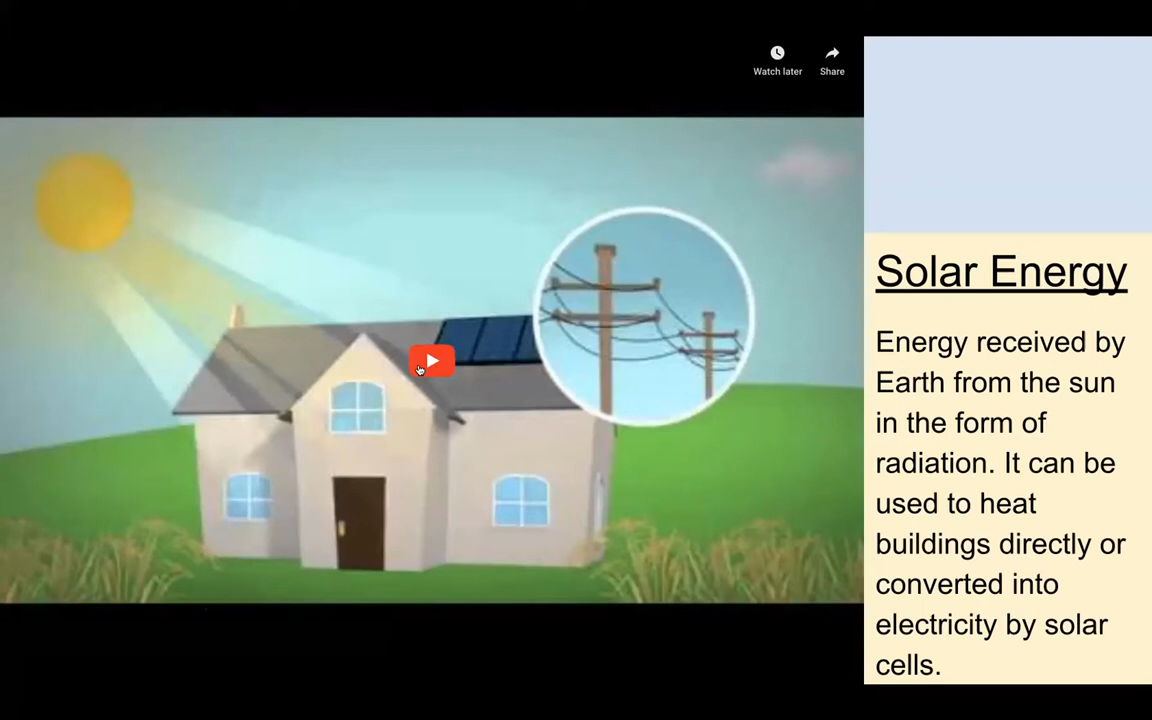 Watch later
Share
Solar Energy
Energy received by
Earth from the sun
in the form of
radiation. It can be
used to heat
buildings directly or
converted into
electricity by solar
cells.